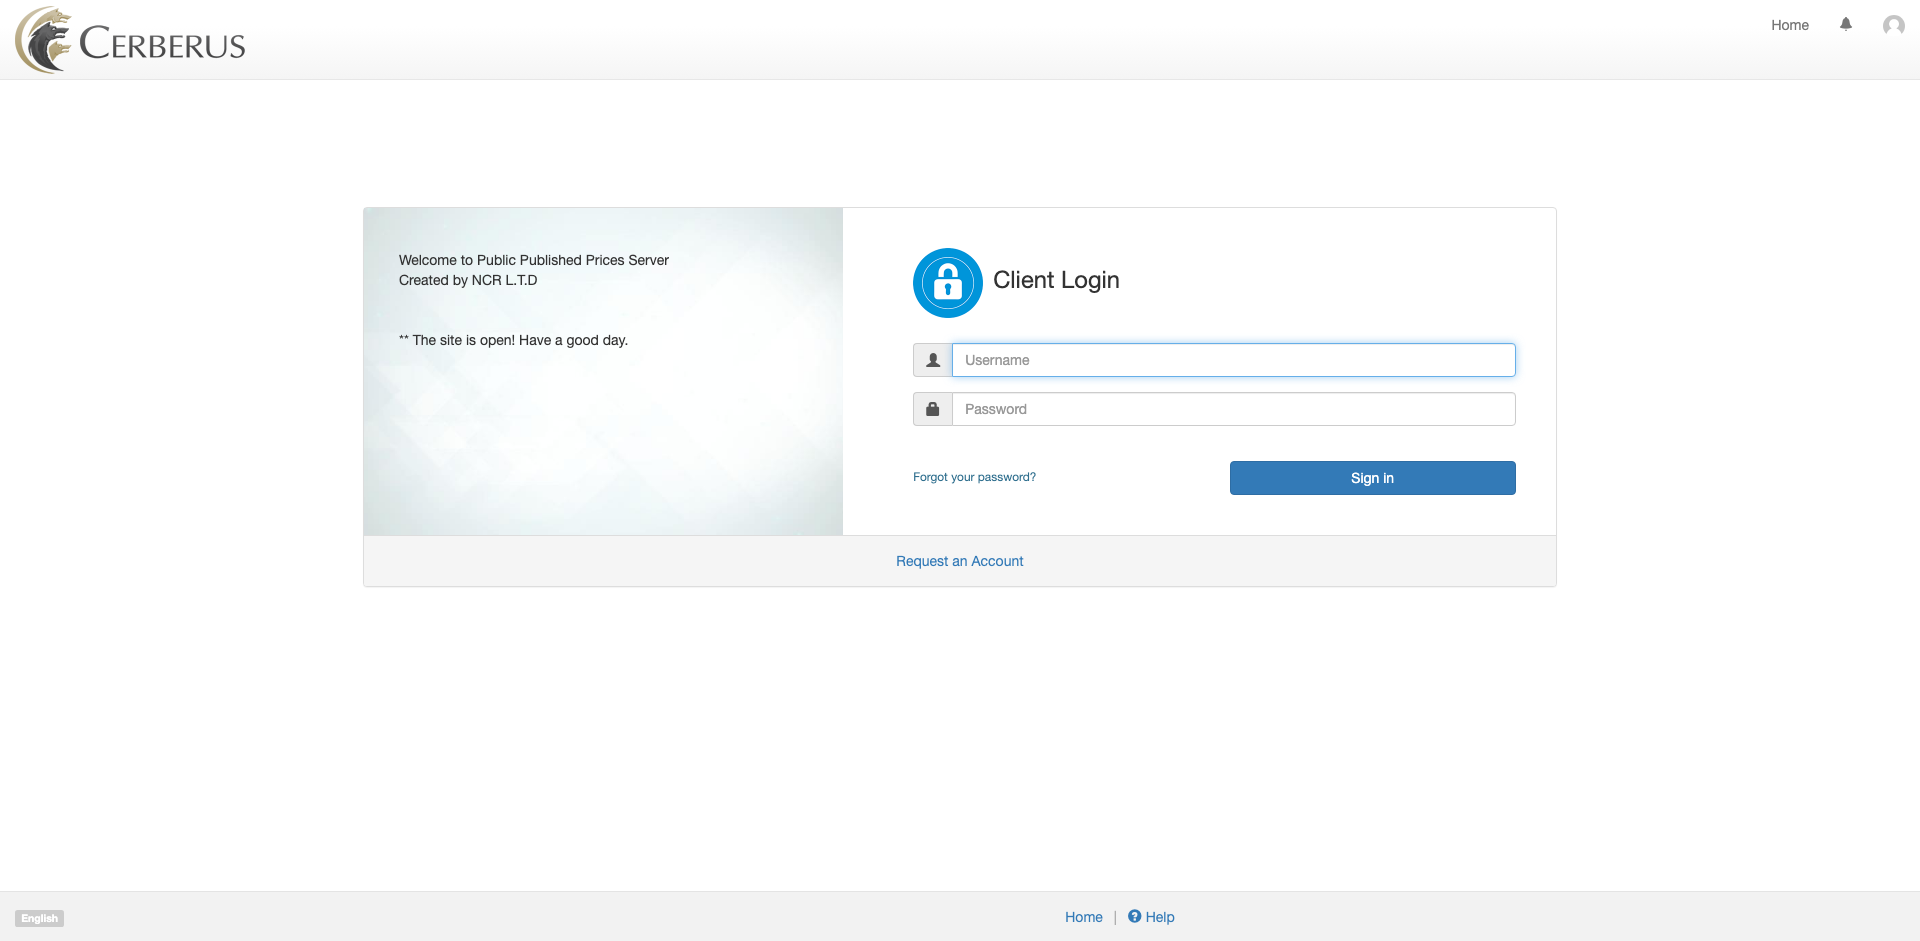 CERBERUS
Home
Welcome to Public Published Prices Server
Created by NCR L.T.D
** The site is open! Have a good day.
Client Login
Username
Password
Forgot your password?
Sign in
Request an Account
English
Home | Help